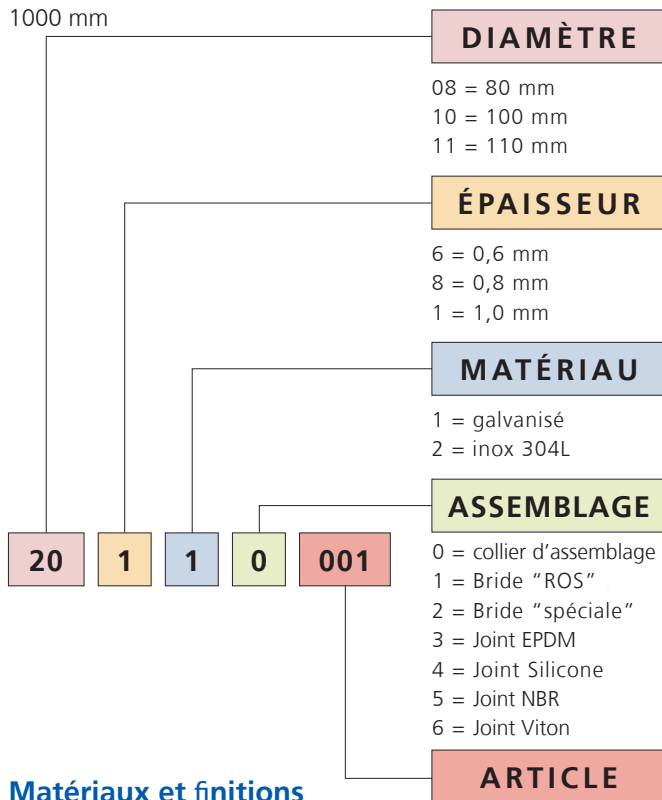 1000 mm
DIAMÈTRE
08 = 80 mm
10 = 100 mm
11 = 110 mm
ÉPAISSEUR
6 = 0,6 mm
8 = 0,8 mm
1 = 1,0 mm
MATÉRIAU
1 = galvanisé
2 = inox 304L
ASSEMBLAGE
0 = collier d’assemblage
1 = Bride “ROS”
2 = Bride “spéciale”
3 = Joint EPDM
4 = Joint Silicone
5 = Joint NBR
6 = Joint Viton
20 1 1 0 001
ARTICLE
Matériaux et finitions